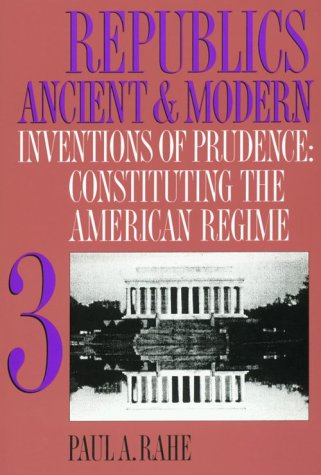 REPUBLICS
ANCIENT & MODERN
INVENTIONS OF PRUDENCE:
CONSTITUTING THE
AMERICAN REGIME
3
PAUL A. RAHE